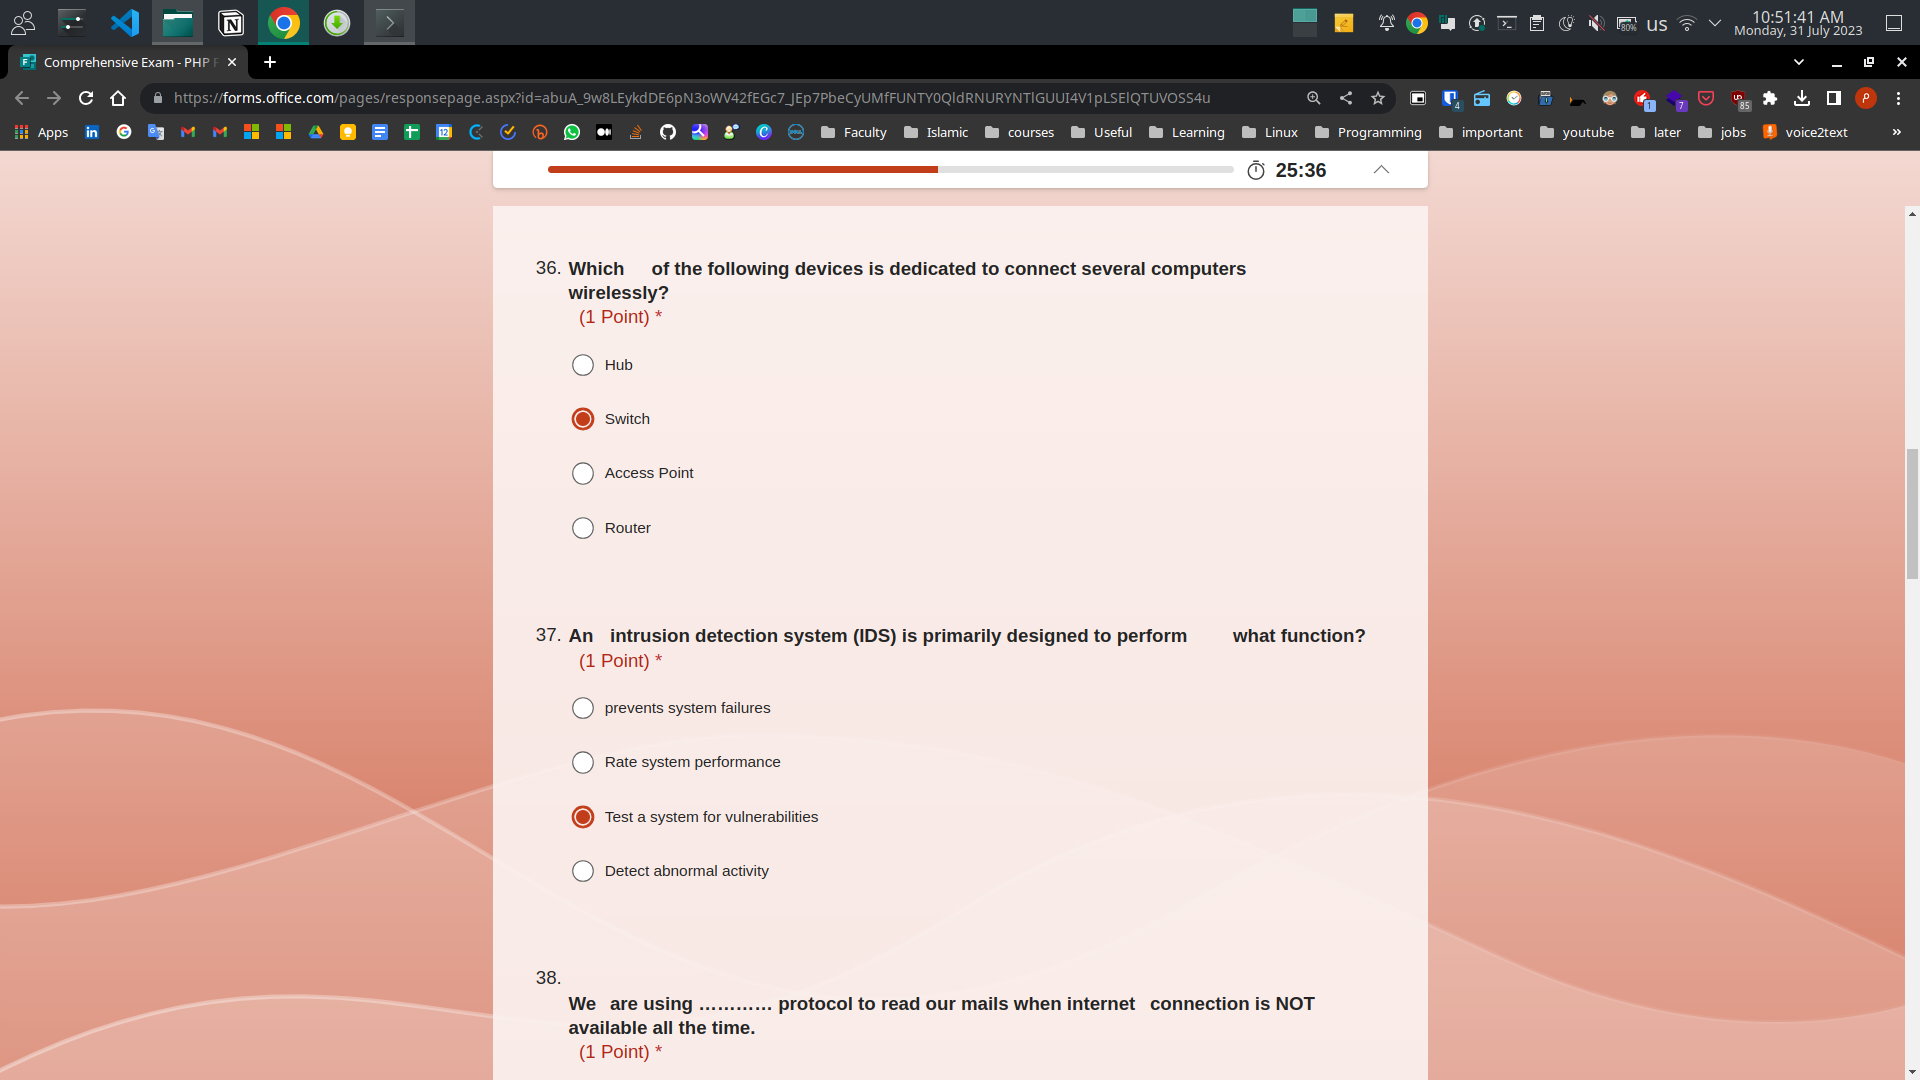 us
80%
10:51:41 AM
Monday, 31 July 2023
Comprehensive Exam - PHP F
https://forms.office.com/pages/responsepage.aspx?id=abuA_9w8LEykdDE6pN3oWV42fEGc7_JEp7PbeCyUMfFUNTY0QldRNURYNTlGUUI4V1pLSElQTUVOSS4u
4
1
7
85
Apps
Faculty
Islamic
courses
Useful
Learning
Linux
Programming
important
youtube
later
jobs
voice2text
»
25:36
36. Which of the following devices is dedicated to connect several computers
wirelessly?
(1 Point) *
Hub
Switch
Access Point
Router
37. An intrusion detection system (IDS) is primarily designed to perform what function?
(1 Point) *
prevents system failures
Rate system performance
Test a system for vulnerabilities
Detect abnormal activity
38.
We are using ………… protocol to read our mails when internet connection is NOT
available all the time.
(1 Point) *